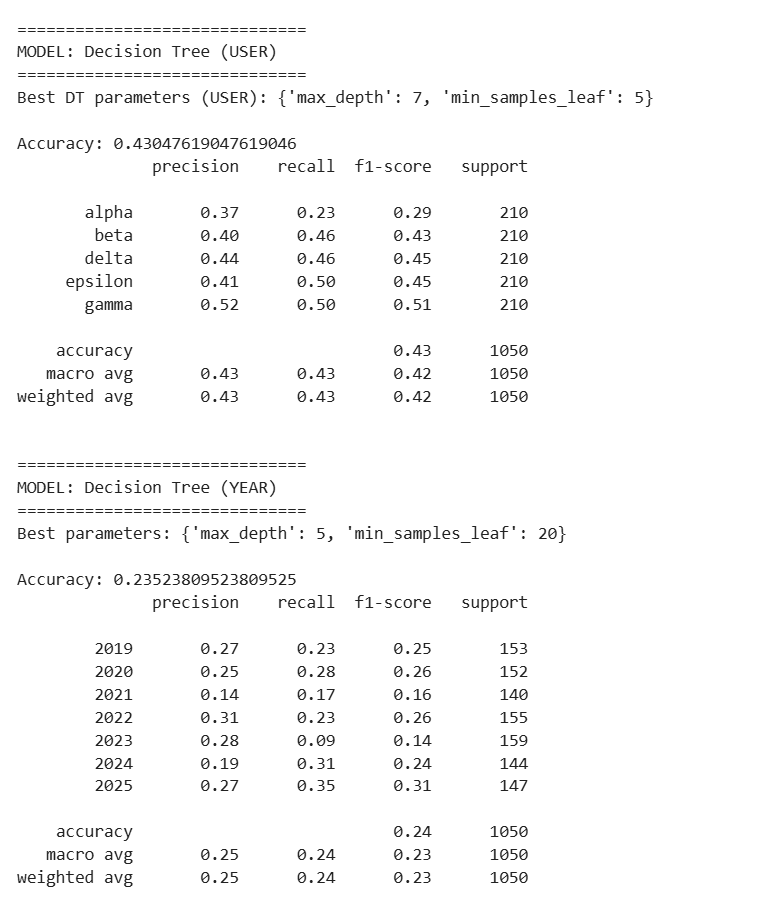 ==============================
MODEL: Decision Tree (USER)
==============================
Best DT parameters (USER): {'max_depth': 7, 'min_samples_leaf': 5}

Accuracy: 0.43047619047619046
              precision    recall  f1-score   support

       alpha       0.37      0.23      0.29       210
        beta       0.40      0.46      0.43       210
       delta       0.44      0.46      0.45       210
     epsilon       0.41      0.50      0.45       210
       gamma       0.52      0.50      0.51       210

    accuracy                           0.43      1050
   macro avg       0.43      0.43      0.42      1050
weighted avg       0.43      0.43      0.42      1050


==============================
MODEL: Decision Tree (YEAR)
==============================
Best parameters: {'max_depth': 5, 'min_samples_leaf': 20}

Accuracy: 0.23523809523809525
              precision    recall  f1-score   support

        2019       0.27      0.23      0.25       153
        2020       0.25      0.28      0.26       152
        2021       0.14      0.17      0.16       140
        2022       0.31      0.23      0.26       155
        2023       0.28      0.09      0.14       159
        2024       0.19      0.31      0.24       144
        2025       0.27      0.35      0.31       147

    accuracy                           0.24      1050
   macro avg       0.25      0.24      0.23      1050
weighted avg       0.25      0.24      0.23      1050